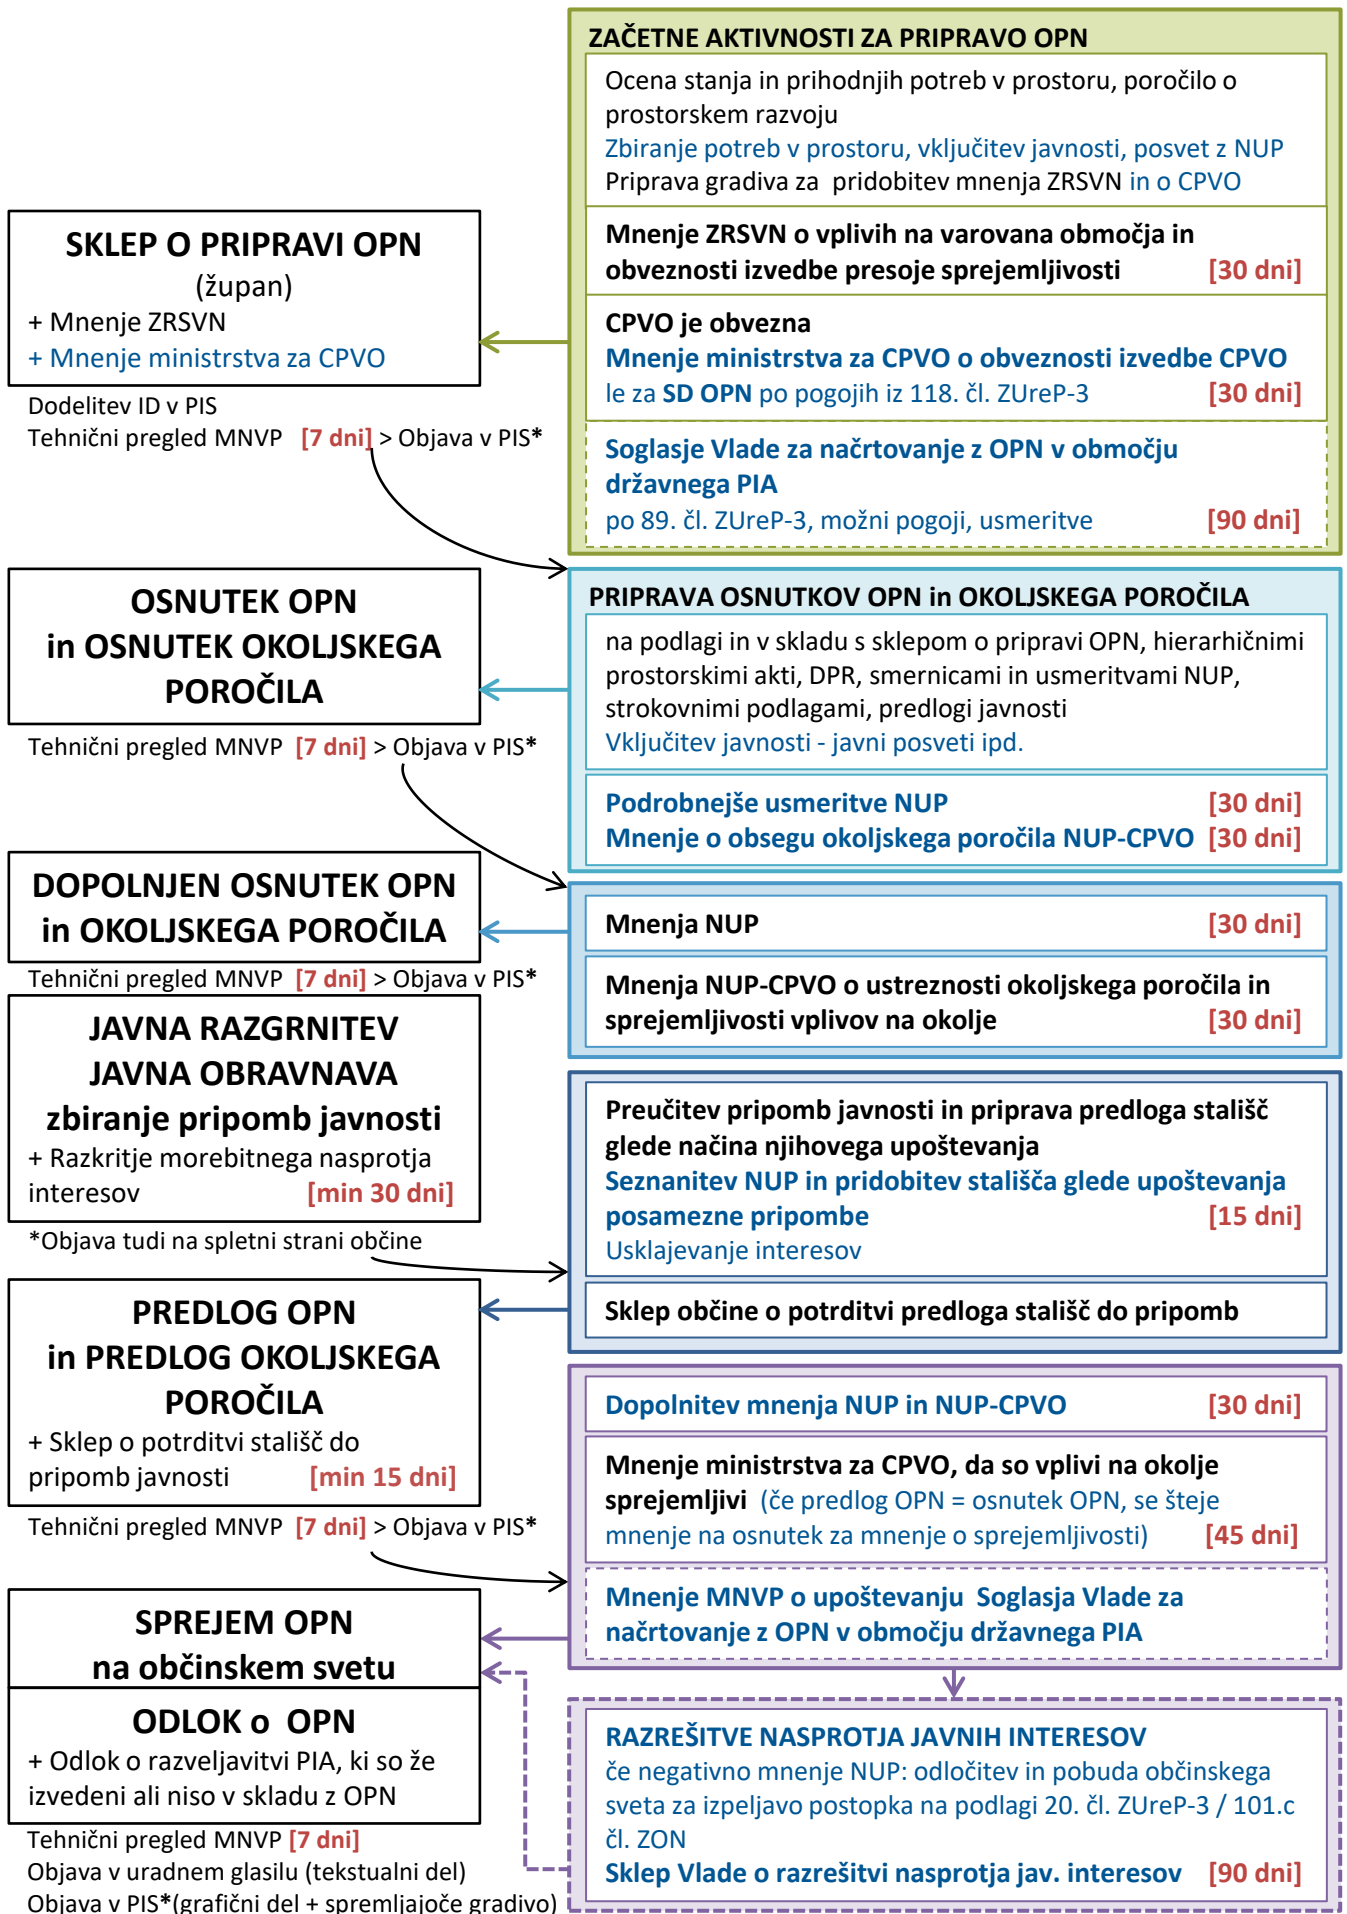 ZAČETNE AKTIVNOSTI ZA PRIPRAVO OPN
Ocena stanja in prihodnjih potreb v prostoru, poročilo o
prostorskem razvoju
Zbiranje potreb v prostoru, vključitev javnosti, posvet z NUP
Priprava gradiva za pridobitev mnenja ZRSVN in o CPVO
Mnenje ZRSVN o vplivih na varovana območja in
obveznosti izvedbe presoje sprejemljivosti [30 dni]
CPVO je obvezna
Mnenje ministrstva za CPVO o obveznosti izvedbe CPVO
le za SD OPN po pogojih iz 118. čl. ZUreP-3 [30 dni]
Soglasje Vlade za načrtovanje z OPN v območju
državnega PIA
po 89. čl. ZUreP-3, možni pogoji, usmeritve [90 dni]
SKLEP O PRIPRAVI OPN
(župan)
+ Mnenje ZRSVN
+ Mnenje ministrstva za CPVO
Dodelitev ID v PIS
Tehnični pregled MNVP [7 dni] > Objava v PIS*
PRIPRAVA OSNUTKOV OPN in OKOLJSKEGA POROČILA
na podlagi in v skladu s sklepom o pripravi OPN, hierarhičnimi
prostorskimi akti, DPR, smernicami in usmeritvami NUP,
strokovnimi podlagami, predlogi javnosti
Vključitev javnosti - javni posveti ipd.
Podrobnejše usmeritve NUP [30 dni]
Mnenje o obsegu okoljskega poročila NUP-CPVO [30 dni]
OSNUTEK OPN
in OSNUTEK OKOLJSKEGA
POROČILA
Tehnični pregled MNVP [7 dni] > Objava v PIS*
Mnenja NUP [30 dni]
Mnenja NUP-CPVO o ustreznosti okoljskega poročila in
sprejemljivosti vplivov na okolje [30 dni]
DOPOLNJEN OSNUTEK OPN
in OKOLJSKEGA POROČILA
Tehnični pregled MNVP [7 dni] > Objava v PIS*
JAVNA RAZGRNITEV
JAVNA OBRAVNAVA
zbiranje pripomb javnosti
+ Razkritje morebitnega nasprotja
interesov [min 30 dni]
*Objava tudi na spletni strani občine
Preučitev pripomb javnosti in priprava predloga stališč
glede načina njihovega upoštevanja
Seznanitev NUP in pridobitev stališča glede upoštevanja
posamezne pripombe [15 dni]
Usklajevanje interesov
Sklep občine o potrditvi predloga stališč do pripomb
PREDLOG OPN
in PREDLOG OKOLJSKEGA
POROČILA
+ Sklep o potrditvi stališč do
pripomb javnosti [min 15 dni]
Tehnični pregled MNVP [7 dni] > Objava v PIS*
Dopolnitev mnenja NUP in NUP-CPVO [30 dni]
Mnenje ministrstva za CPVO, da so vplivi na okolje
sprejemljivi (če predlog OPN = osnutek OPN, se šteje
mnenje na osnutek za mnenje o sprejemljivosti) [45 dni]
Mnenje MNVP o upoštevanju Soglasja Vlade za
načrtovanje z OPN v območju državnega PIA
SPREJEM OPN
na občinskem svetu
ODLOK o OPN
+ Odlok o razveljavitvi PIA, ki so že
izvedeni ali niso v skladu z OPN
Tehnični pregled MNVP [7 dni]
Objava v uradnem glasilu (tekstualni del)
Objava v PIS*(grafični del + spremljajoče gradivo)
RAZREŠITVE NASPROTJA JAVNIH INTERESOV
če negativno mnenje NUP: odločitev in pobuda občinskega
sveta za izpeljavo postopka na podlagi 20. čl. ZUreP-3 / 101.c
čl. ZON
Sklep Vlade o razrešitvi nasprotja jav. interesov [90 dni]